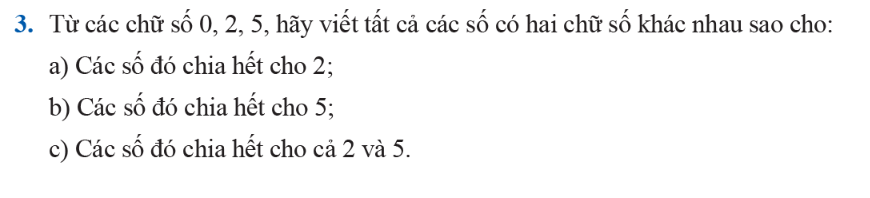 3. Từ các chữ số 0, 2, 5, hãy viết tất cả các số có hai chữ số khác nhau sao cho:
a) Các số đó chia hết cho 2;
b) Các số đó chia hết cho 5;
c) Các số đó chia hết cho cả 2 và 5.